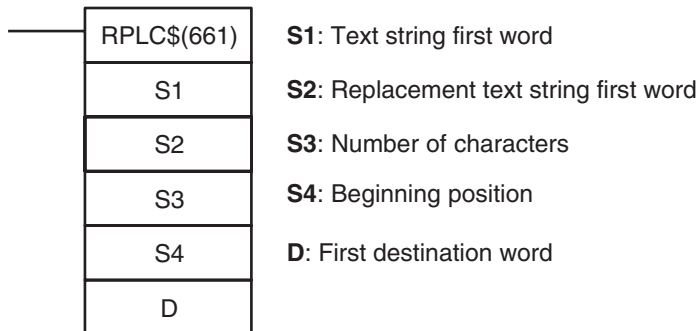 RPLC$(661) S1: Text string first word
S1 S2: Replacement text string first word
S2 S3: Number of characters
S3 S4: Beginning position
S4 D: First destination word
D